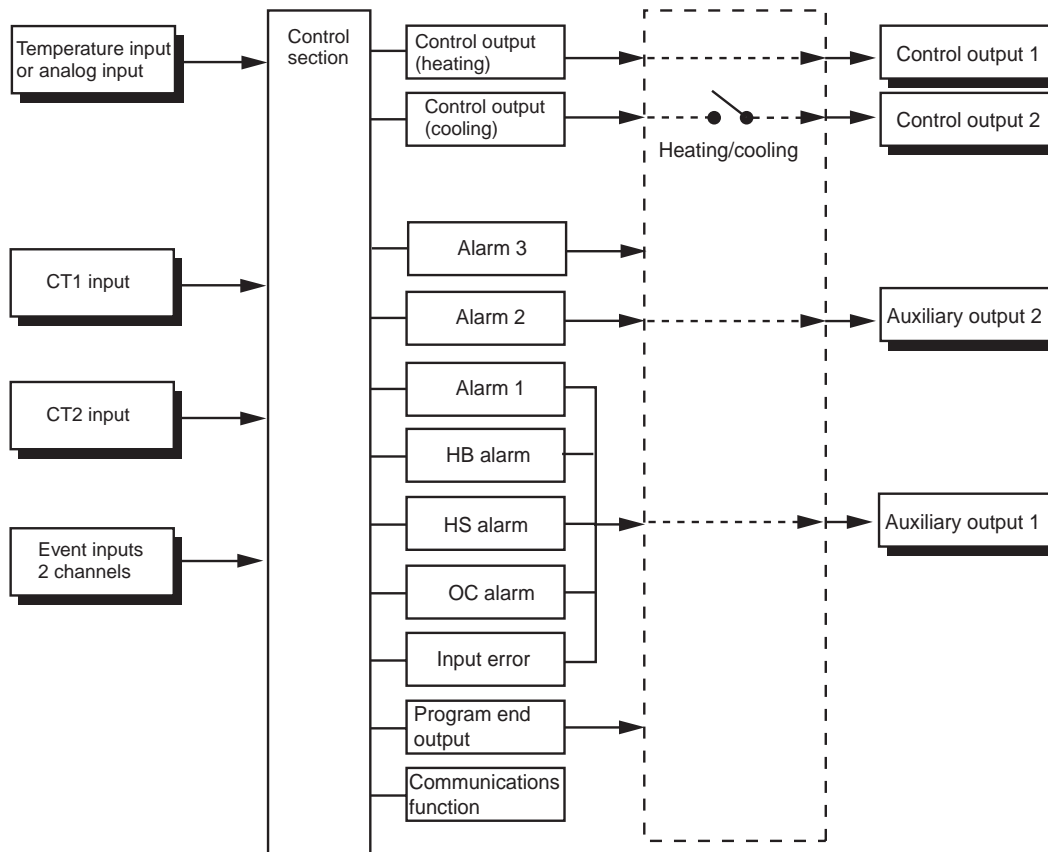 Temperature input
or analog input
CT1 input
CT2 input
Event inputs
2 channels
Control
section
Control output
(heating)
Control output
(cooling)
Alarm 3
Alarm 2
Alarm 1
HB alarm
HS alarm
OC alarm
Input error
Program end
output
Communications
function
Heating/cooling
Control output 1
Control output 2
Auxiliary output 2
Auxiliary output 1